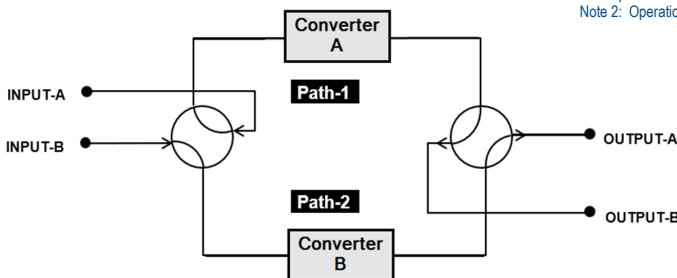 Note 2: Operatio
Converter
A
Path-1
INPUT-A
INPUT-B
OUTPUT-A
Path-2
OUTPUT-B
Converter
B